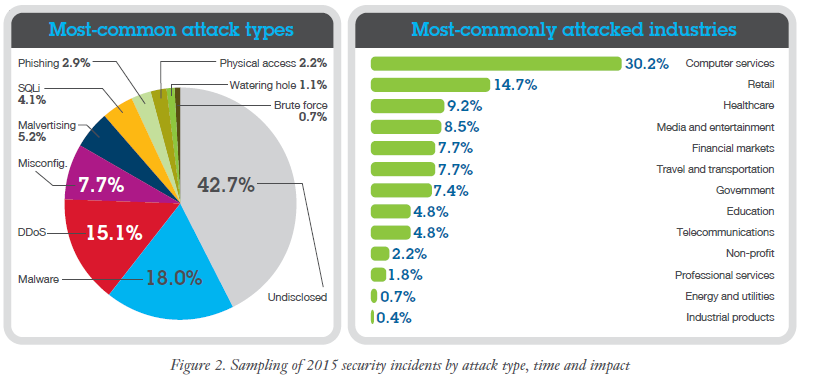 Most-common attack types
Phishing 2.9%
Physical access 2.2%
SQLi
4.1%
Watering hole 1.1%
Brute force
0.7%
Malvertising
5.2%
Misconfig.
7.7%
42.7%
DDoS
15.1%
Malware
18.0%
Undisclosed
Most-commonly attacked industries
30.2% Computer services
14.7% Retail
9.2% Healthcare
8.5% Media and entertainment
7.7% Financial markets
7.7% Travel and transportation
7.4% Government
4.8% Education
4.8% Telecommunications
2.2% Non-profit
1.8% Professional services
0.7% Energy and utilities
0.4% Industrial products
Figure 2. Sampling of 2015 security incidents by attack type, time and impact